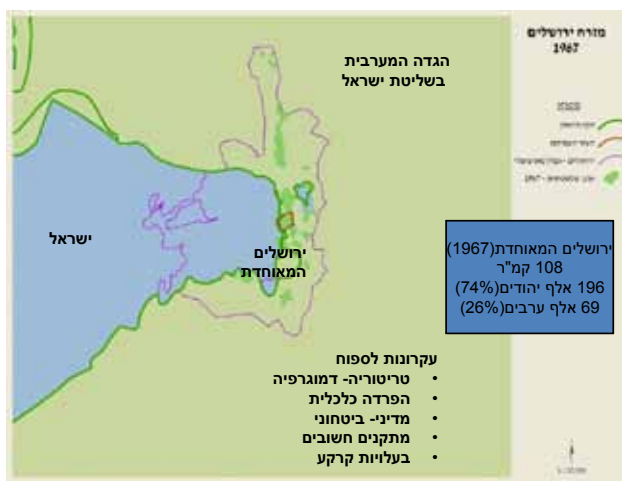 מזרח ירושלים
1967
הגדה המערבית
בשליטת ישראל
ישראל
ירושלים
המאוחדת
ירושלים המאוחדת(1967)
108 קמ"ר
196 אלף יהודים(74%)
69 אלף ערבים(26%)
עקרונות לספוח
• טריטוריה- דמוגרפיה
• הפרדה כלכלית
• מדיני- ביטחוני
• מתקנים חשובים
• בעלויות קרקע